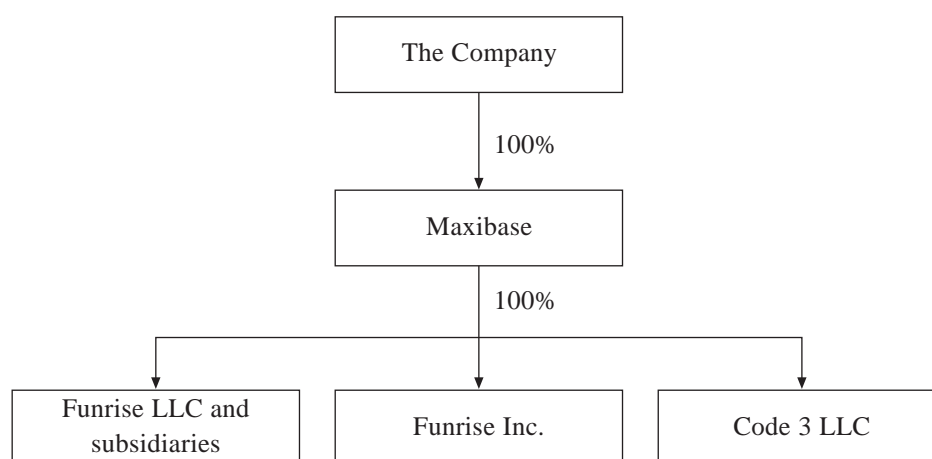 The Company
100%
Maxibase
100%
Funrise LLC and
subsidiaries
Funrise Inc.
Code 3 LLC